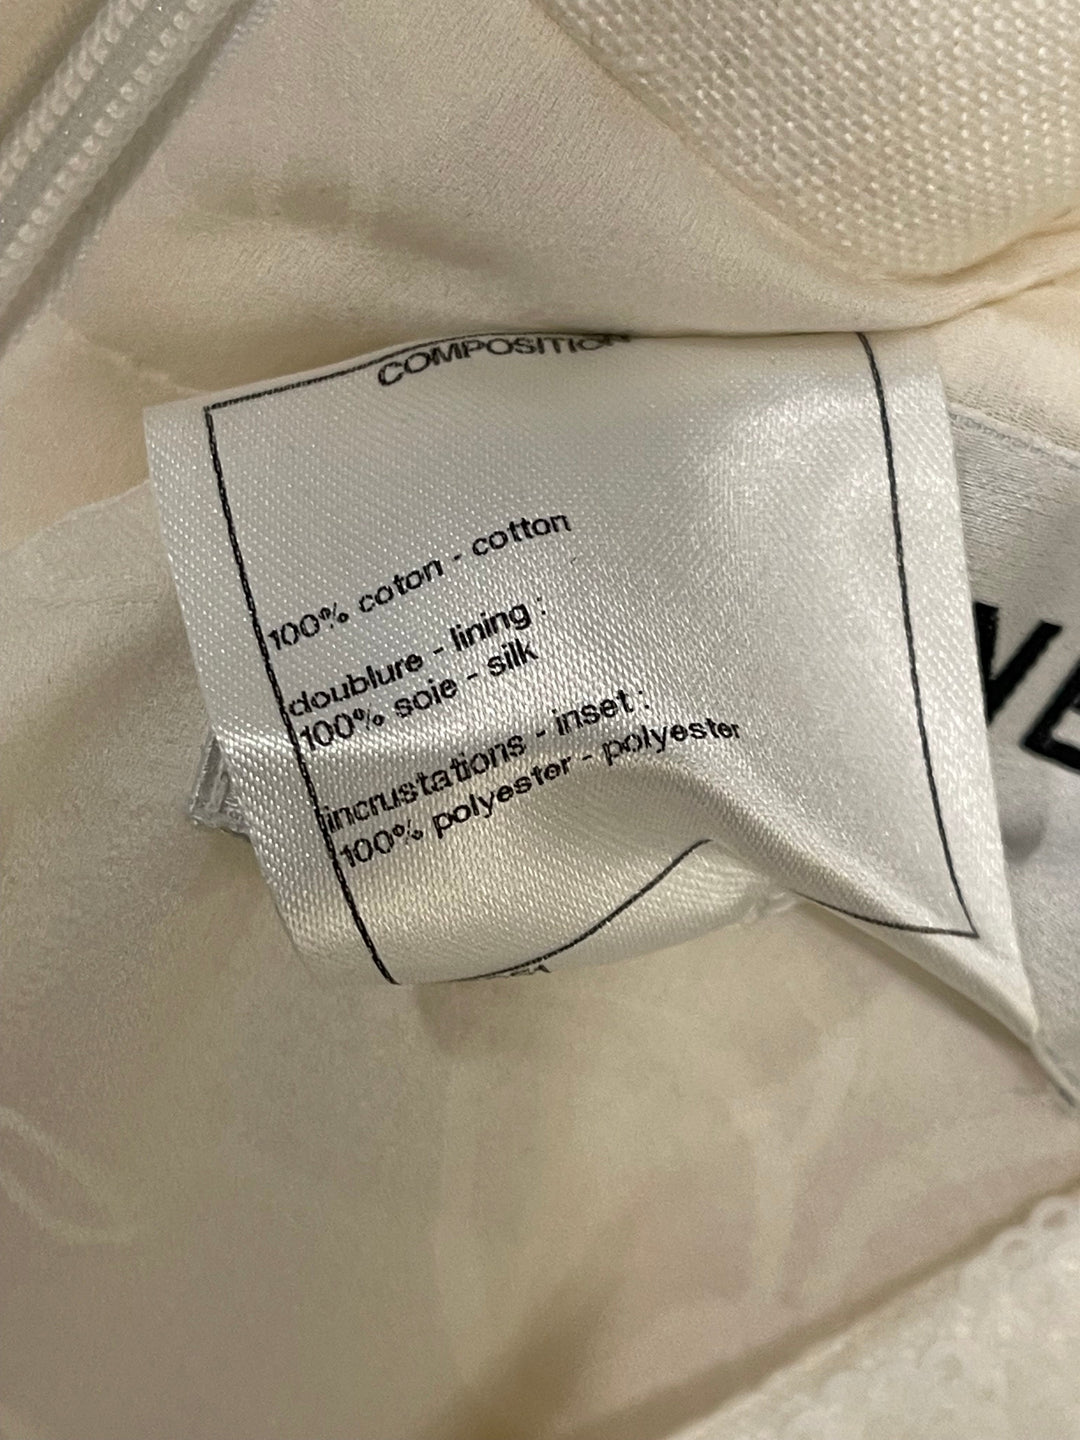 COMPOSITION
100% coton - cotton
doublure - lining :
100% soie - silk
incrustations - inset :
100% polyester - polyester